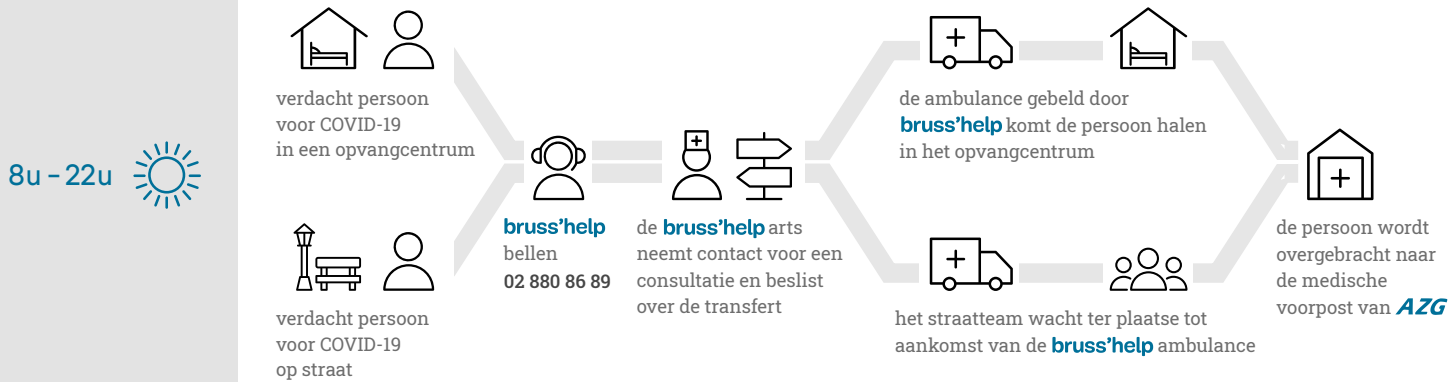 8u - 22u
verdacht persoon
voor COVID-19
in een opvangcentrum
verdacht persoon
voor COVID-19
op straat
bruss'help
bellen
02 880 86 89
de bruss'help arts
neemt contact voor een
consultatie en beslist
over de transfert
de ambulance gebeld door
bruss'help komt de persoon halen
in het opvangcentrum
het straatteam wacht ter plaatse tot
aankomst van de bruss'help ambulance
de persoon wordt
overgebracht naar
de medische
voorpost van AZG